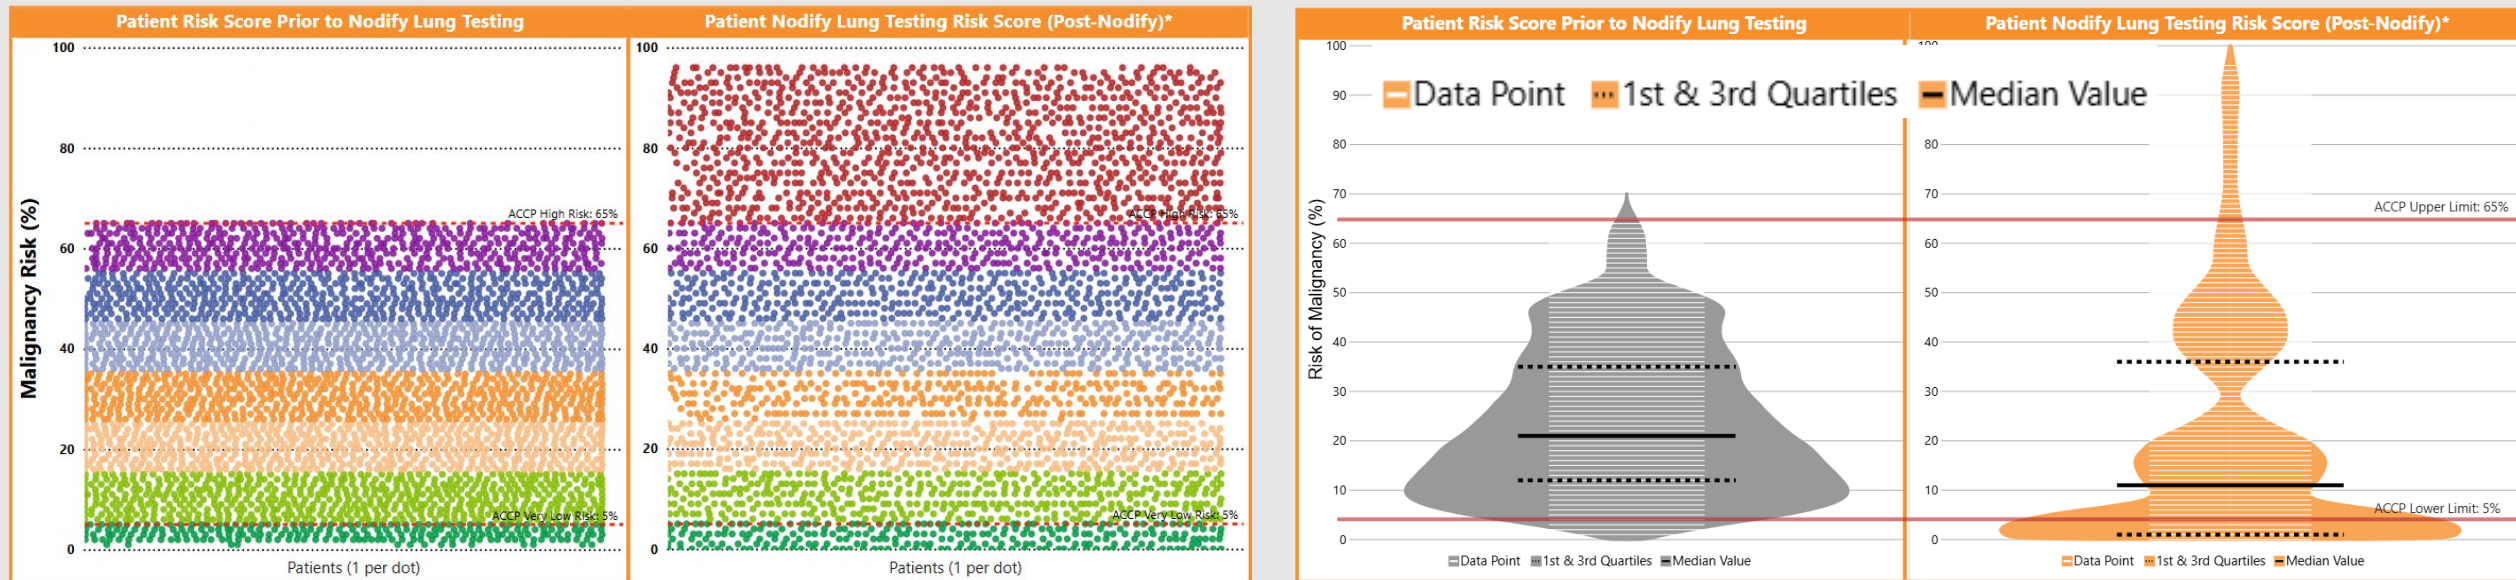 Patient Risk Score Prior to Nodify Lung Testing
Patient Nodify Lung Testing Risk Score (Post-Nodify)*
Malignancy Risk (%)
100
80
ACCP High Risk: 65%
60
40
20
ACCP Very Low Risk: 5%
0
Patients (1 per dot)
100
80
ACCP High Risk: 65%
60
40
20
ACCP Very Low Risk: 5%
0
Patients (1 per dot)
Patient Risk Score Prior to Nodify Lung Testing
Patient Nodify Lung Testing Risk Score (Post-Nodify)*
Data Point 1st & 3rd Quartiles Median Value
Risk of Malignancy (%)
100
90
80
70
60
50
40
30
20
10
0
Data Point 1st & 3rd Quartiles Median Value
100
90
80
70
ACCP Upper Limit: 65%
60
50
40
30
20
10
ACCP Lower Limit: 5%
0
Data Point 1st & 3rd Quartiles Median Value